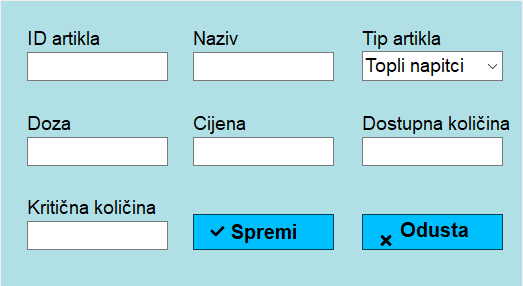 ID artikla
Naziv
Tip artikla
Topli napitci
Doza
Cijena
Dostupna količina
Kritična količina
Spremi
Odusta